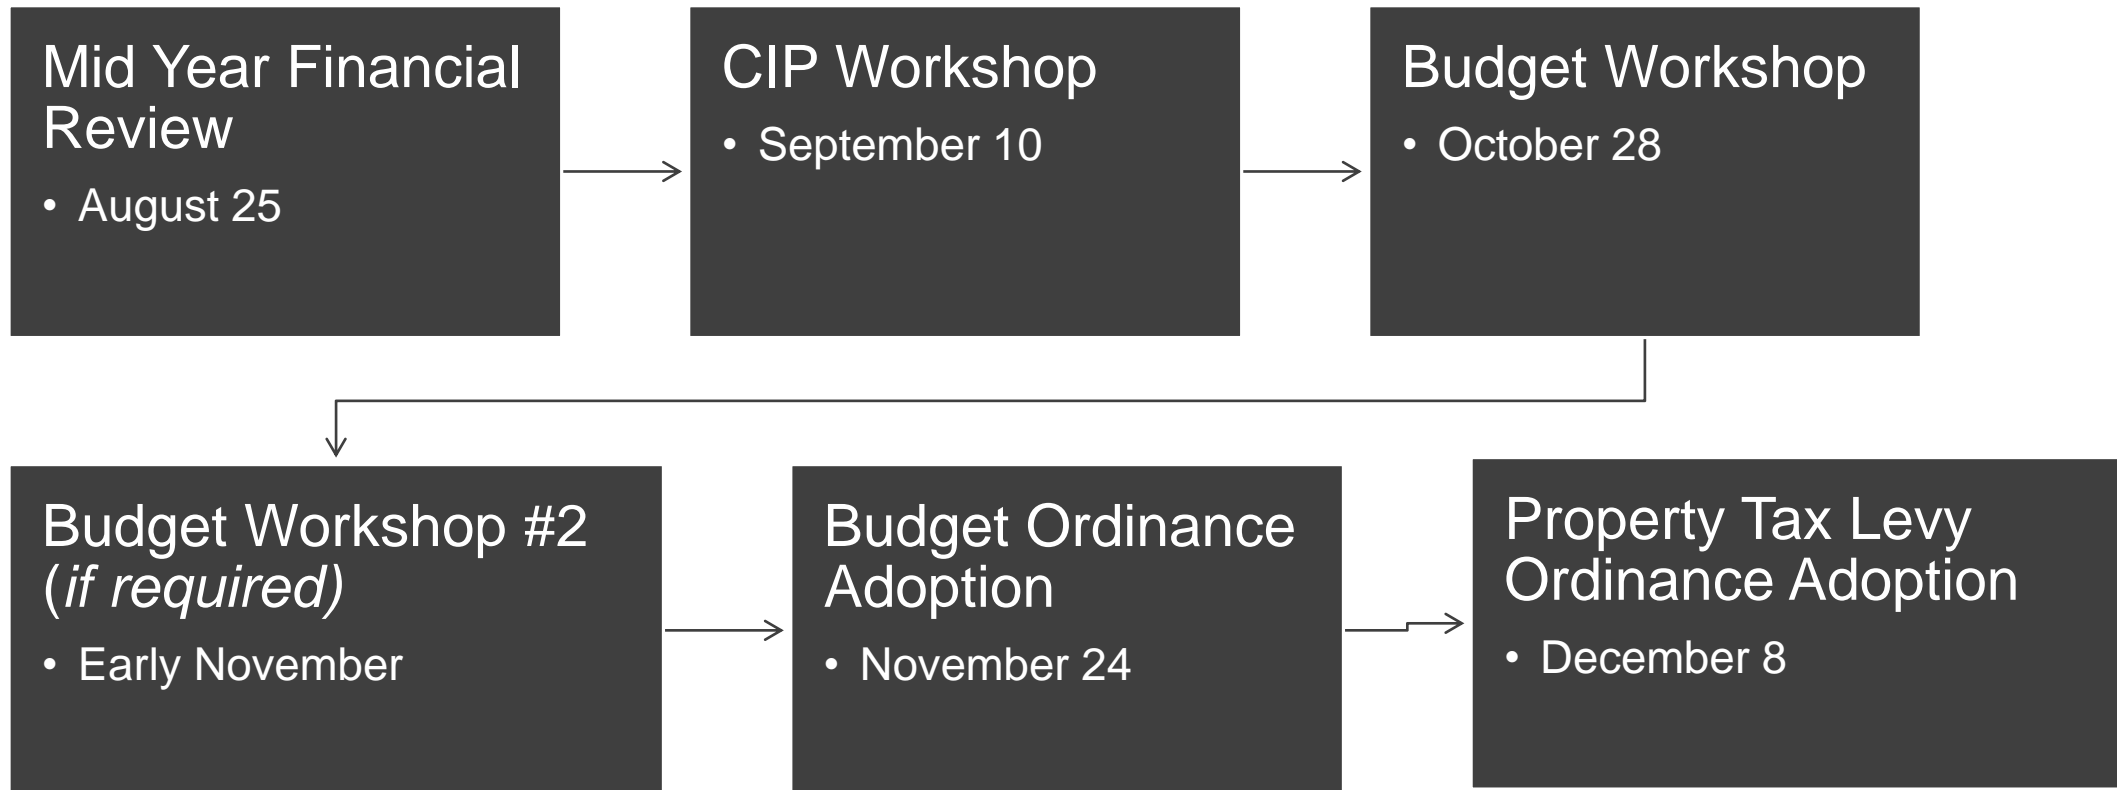 Mid Year Financial
Review
• August 25
CIP Workshop
• September 10
Budget Workshop
• October 28
Budget Workshop #2
(if required)
• Early November
Budget Ordinance
Adoption
• November 24
Property Tax Levy
Ordinance Adoption
• December 8